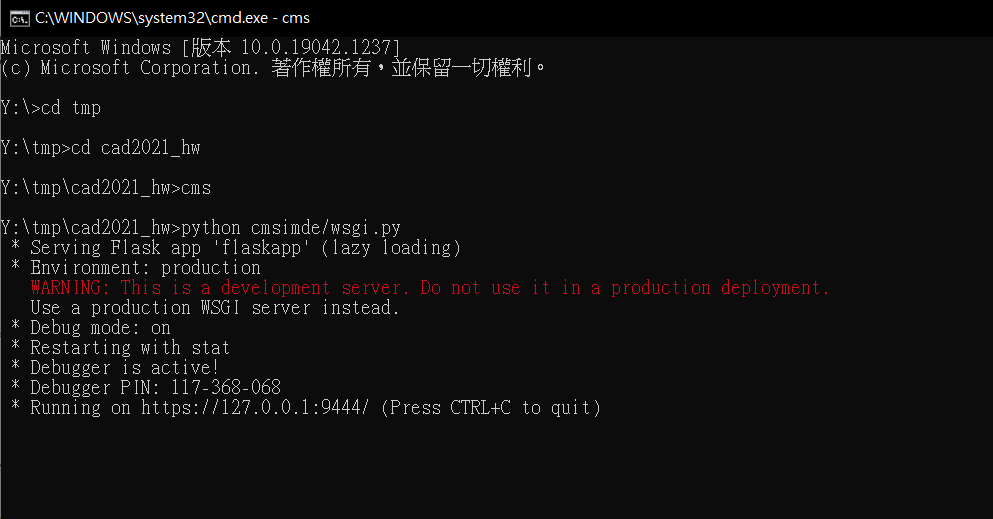 C:\WINDOWS\system32\cmd.exe - cms
Microsoft Windows [版本 10.0.19042.1237]
(c) Microsoft Corporation. 著作權所有，並保留一切權利。
Y:\>cd tmp
Y:\tmp>cd cad2021_hw
Y:\tmp\cad2021_hw>cms
Y:\tmp\cad2021_hw>python cmsimde/wsgi.py
 * Serving Flask app 'flaskapp' (lazy loading)
 * Environment: production
   WARNING: This is a development server. Do not use it in a production deployment.
   Use a production WSGI server instead.
 * Debug mode: on
 * Restarting with stat
 * Debugger is active!
 * Debugger PIN: 117-368-068
 * Running on https://127.0.0.1:9444/ (Press CTRL+C to quit)